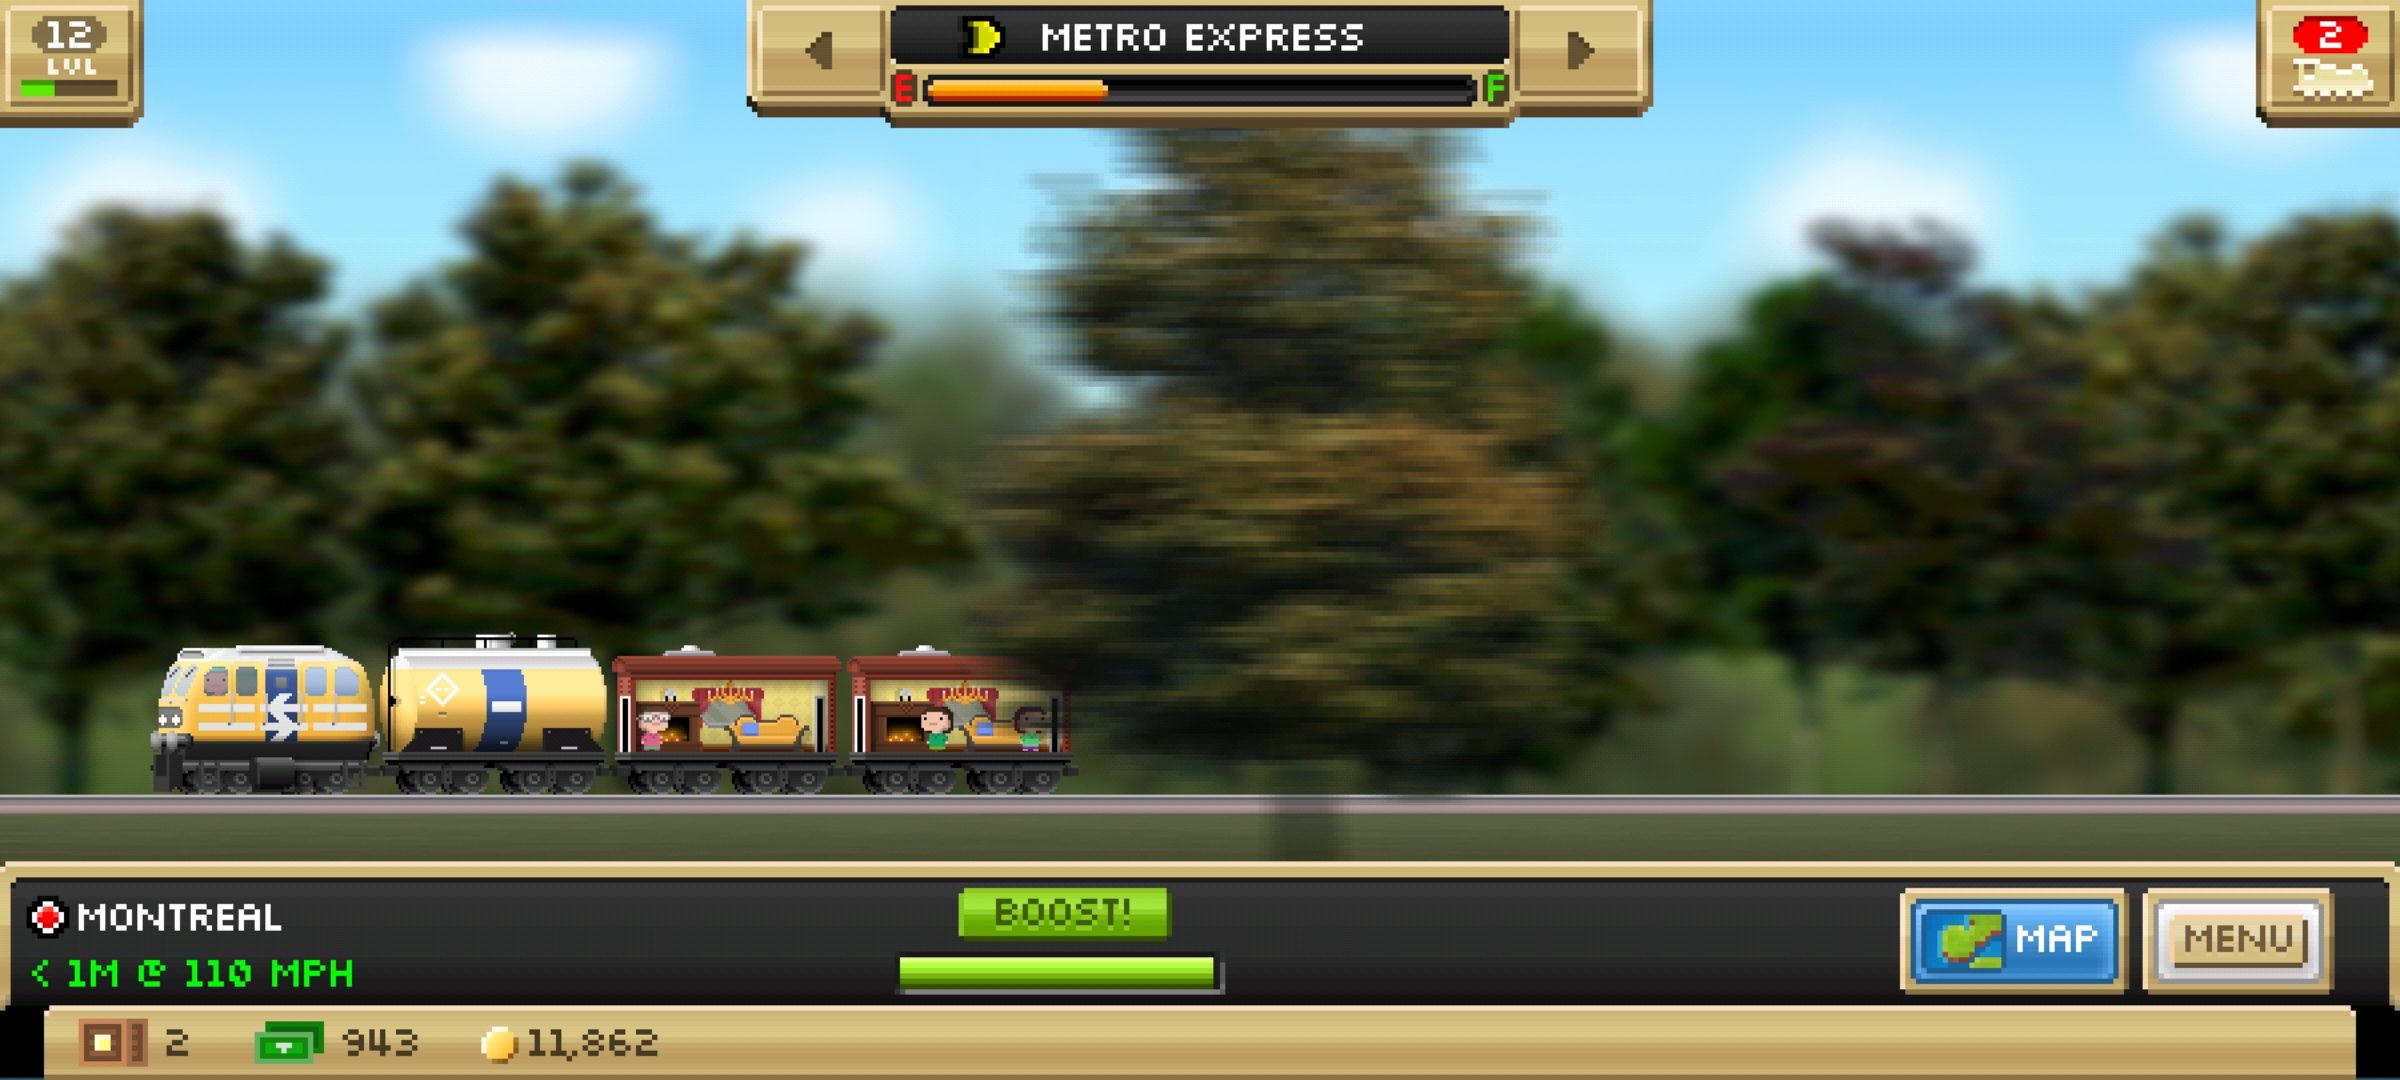 12
LVL
METRO EXPRESS
E F
2
MONTREAL
< 1M @ 110 MPH
BOOST!
MAP
MENU
2
943
11,862